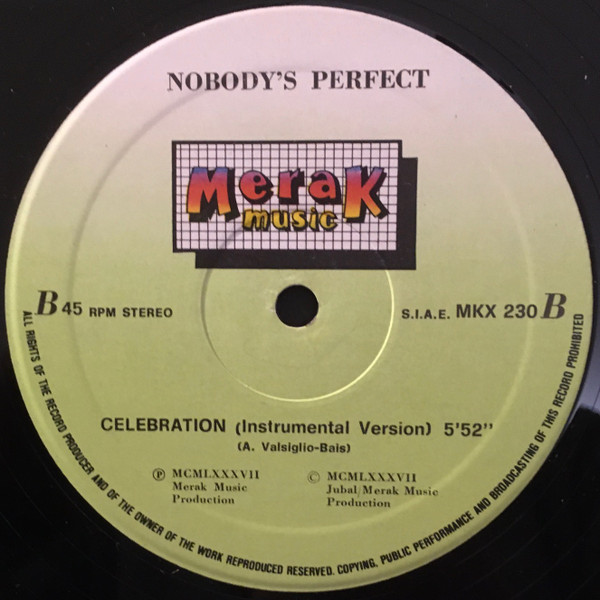 NOBODY'S PERFECT
Merak
music
B 45 RPM STEREO
S.I.A.E. MKX 230 B
CELEBRATION (Instrumental Version) 5'52"
(A. Valsiglio-Bais)
Ⓟ MCMLXXXVII
Merak Music
Production
© MCMLXXXVII
Jubal/Merak Music
Production
ALL RIGHTS OF THE RECORD PRODUCER AND OF THE OWNER OF THE WORK REPRODUCED RESERVED. COPYING, PUBLIC PERFORMANCE AND BROADCASTING OF THIS RECORD PROHIBITED